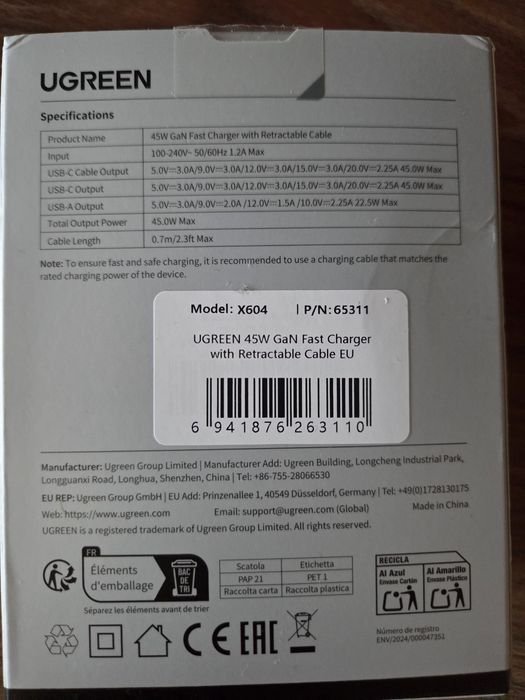 UGREEN
Specifications
Product Name 45W GaN Fast Charger with Retractable Cable
Input 100-240V~ 50/60Hz 1.2A Max
USB-C Cable Output 5.0V⎓3.0A/9.0V⎓3.0A/12.0V⎓3.0A/15.0V⎓3.0A/20.0V⎓2.25A 45.0W Max
USB-C Output 5.0V⎓3.0A/9.0V⎓3.0A/12.0V⎓3.0A/15.0V⎓3.0A/20.0V⎓2.25A 45.0W Max
USB-A Output 5.0V⎓3.0A/9.0V⎓2.0A /12.0V⎓1.5A /10.0V⎓2.25A 22.5W Max
Total Output Power 45.0W Max
Cable Length 0.7m/2.3ft Max
Note: To ensure fast and safe charging, it is recommended to use a charging cable that matches the
rated charging power of the device.
Model: X604 | P/N: 65311
UGREEN 45W GaN Fast Charger
with Retractable Cable EU
6 941876 263110
Manufacturer: Ugreen Group Limited | Manufacturer Add: Ugreen Building, Longcheng Industrial Park,
Longguanxi Road, Longhua, Shenzhen, China | Tel: +86-755-28066530
EU REP: Ugreen Group GmbH | EU Add: Prinzenallee 1, 40549 Düsseldorf, Germany | Tel: +49(0)1728130175
Web: https://www.ugreen.com Email: support@ugreen.com (Global) Made in China
UGREEN is a registered trademark of Ugreen Group Limited. All rights reserved.
FR
Éléments
d'emballage
BAC
DE
TRI
Séparez les éléments avant de trier
Scatola Etichetta
PAP 21 PET 1
Raccolta carta Raccolta plastica
RECICLA
Al Azul Al Amarillo
Envase Cartón Envase Plástico
Número de registro
ENV/2024/000047351
CE EAC